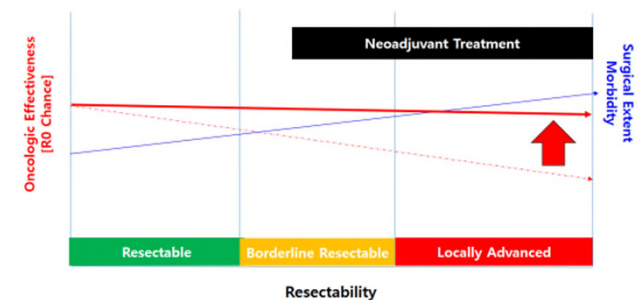 Neoadjuvant Treatment
Oncologic Effectiveness
[R0 Chance]
Surgical Extent
Morbidity
Resectable
Borderline Resectable
Locally Advanced
Resectability